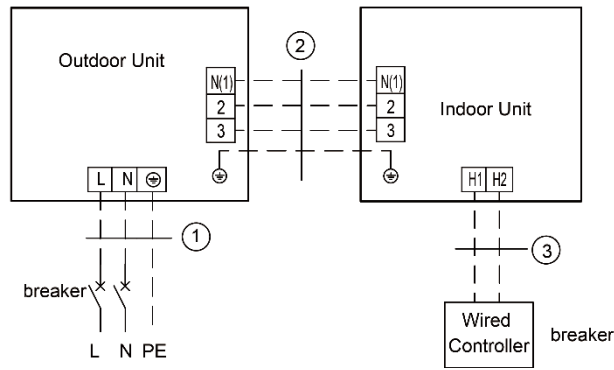 Outdoor Unit
②
Indoor Unit
N(1)
2
3
N(1)
2
3
L N
H1 H2
①
③
breaker
L N PE
Wired
Controller
breaker